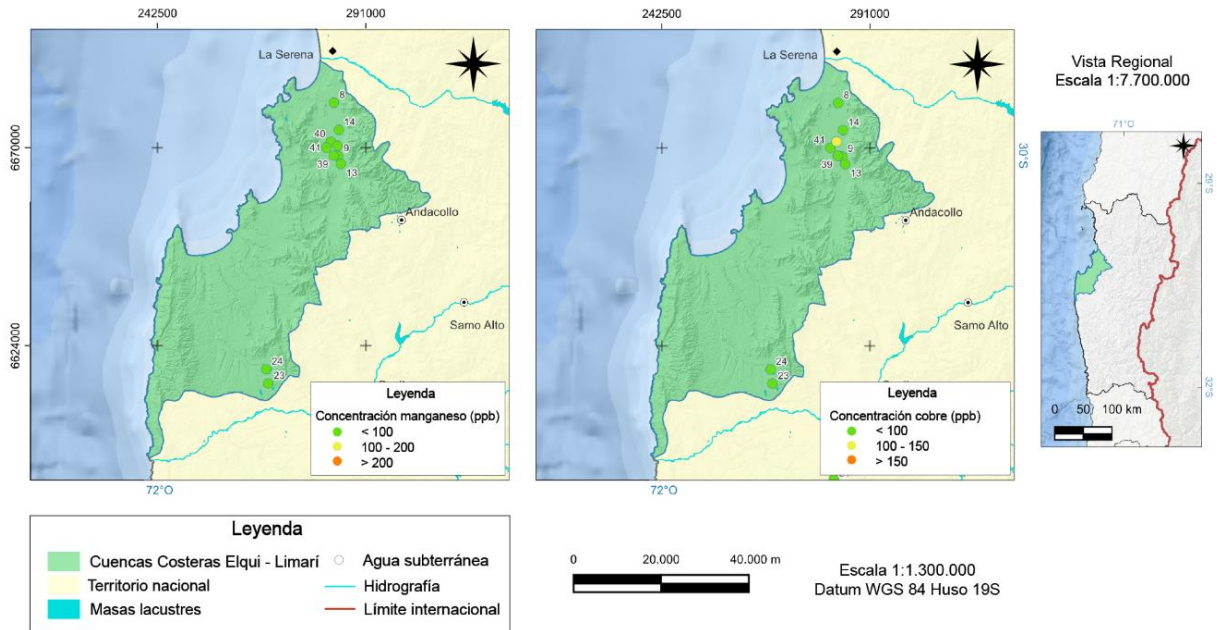 242500
291000
242500
291000
La Serena
8
14
40
41
9
39
13
Andacollo
Samo Alto
24
23
6670000
6624000
72°O
Leyenda
Concentración manganeso (ppb)
< 100
100 - 200
> 200
La Serena
8
14
41
9
39
13
Andacollo
Samo Alto
24
23
30°S
72°O
Leyenda
Concentración cobre (ppb)
< 100
100 - 150
> 150
Vista Regional
Escala 1:7.700.000
71°O
29°S
32°S
0 50 100 km
Leyenda
Cuencas Costeras Elqui - Limarí
Territorio nacional
Masas lacustres
Agua subterránea
Hidrografía
Límite internacional
0 20.000 40.000 m
Escala 1:1.300.000
Datum WGS 84 Huso 19S